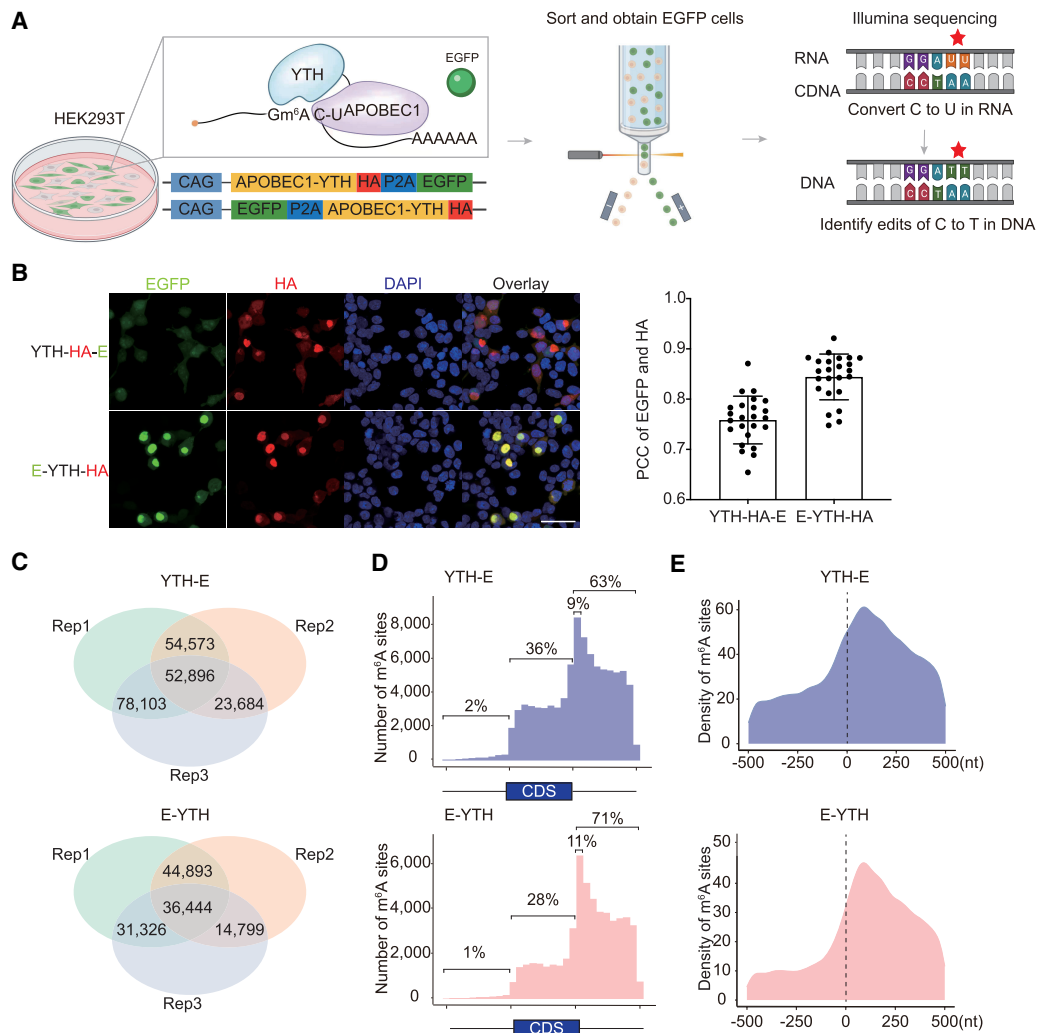 A
Sort and obtain EGFP cells
Illumina sequencing
HEK293T
YTH
EGFP
Gm⁶A C-U APOBEC1
AAAAAA
CAG APOBEC1-YTH HA P2A EGFP
CAG EGFP P2A APOBEC1-YTH HA
− +
RNA
G G A U U
C C T A A
CDNA
Convert C to U in RNA
G G A T T
DNA
C C T A A
Identify edits of C to T in DNA
B
EGFP HA DAPI Overlay
YTH-HA-E
E-YTH-HA
PCC of EGFP and HA
1.0
0.9
0.8
0.7
0.6
YTH-HA-E E-YTH-HA
C
YTH-E
Rep1 Rep2
54,573
52,896
78,103 23,684
Rep3
E-YTH
Rep1 Rep2
44,893
36,444
31,326 14,799
Rep3
D
YTH-E
63%
9%
36%
2%
Number of m⁶A sites
8,000
6,000
4,000
2,000
0
CDS
E-YTH
71%
11%
28%
1%
Number of m⁶A sites
6,000
4,000
2,000
0
CDS
E
YTH-E
Density of m⁶A sites
60
40
20
0
-500 -250 0 250 500(nt)
E-YTH
Density of m⁶A sites
50
40
30
10
0
-500 -250 0 250 500(nt)